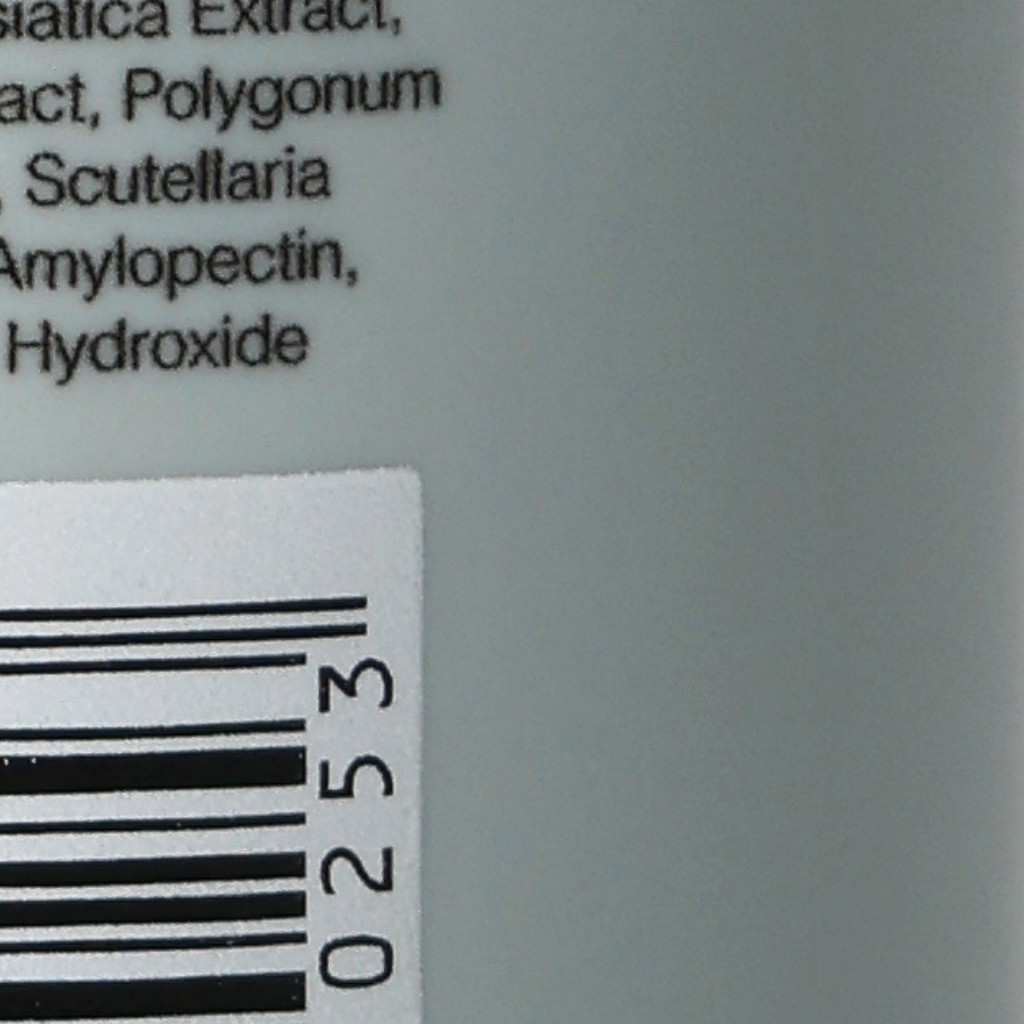 siatica Extract,
act, Polygonum
, Scutellaria
Amylopectin,
Hydroxide
0253